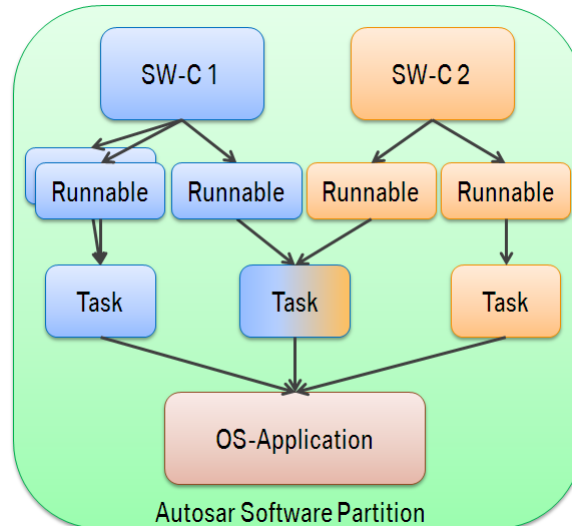 SW-C 1
SW-C 2
Runnable
Runnable
Runnable
Runnable
Task
Task
Task
OS-Application
Autosar Software Partition